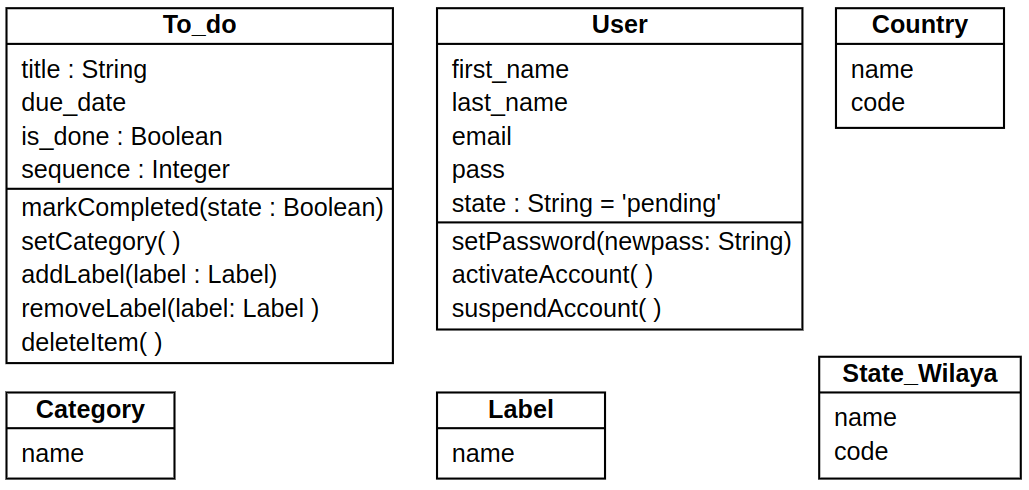 To_do
title : String
due_date
is_done : Boolean
sequence : Integer
markCompleted(state : Boolean)
setCategory( )
addLabel(label : Label)
removeLabel(label: Label )
deleteItem( )
User
first_name
last_name
email
pass
state : String = 'pending'
setPassword(newpass: String)
activateAccount( )
suspendAccount( )
Country
name
code
Category
name
Label
name
State_Wilaya
name
code